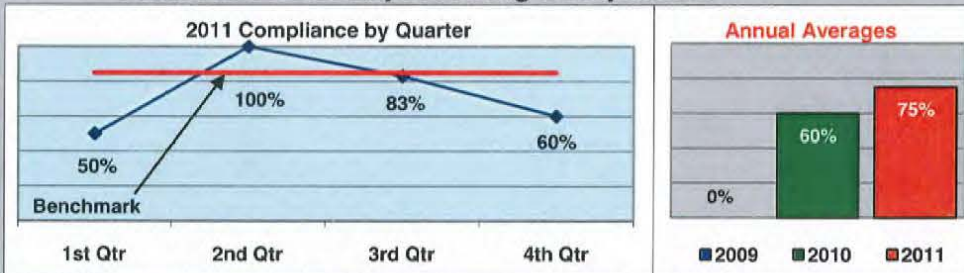 2011 Compliance by Quarter
100%
83%
50%
60%
Benchmark
1st Qtr 2nd Qtr 3rd Qtr 4th Qtr
Annual Averages
75%
60%
0%
2009 2010 2011